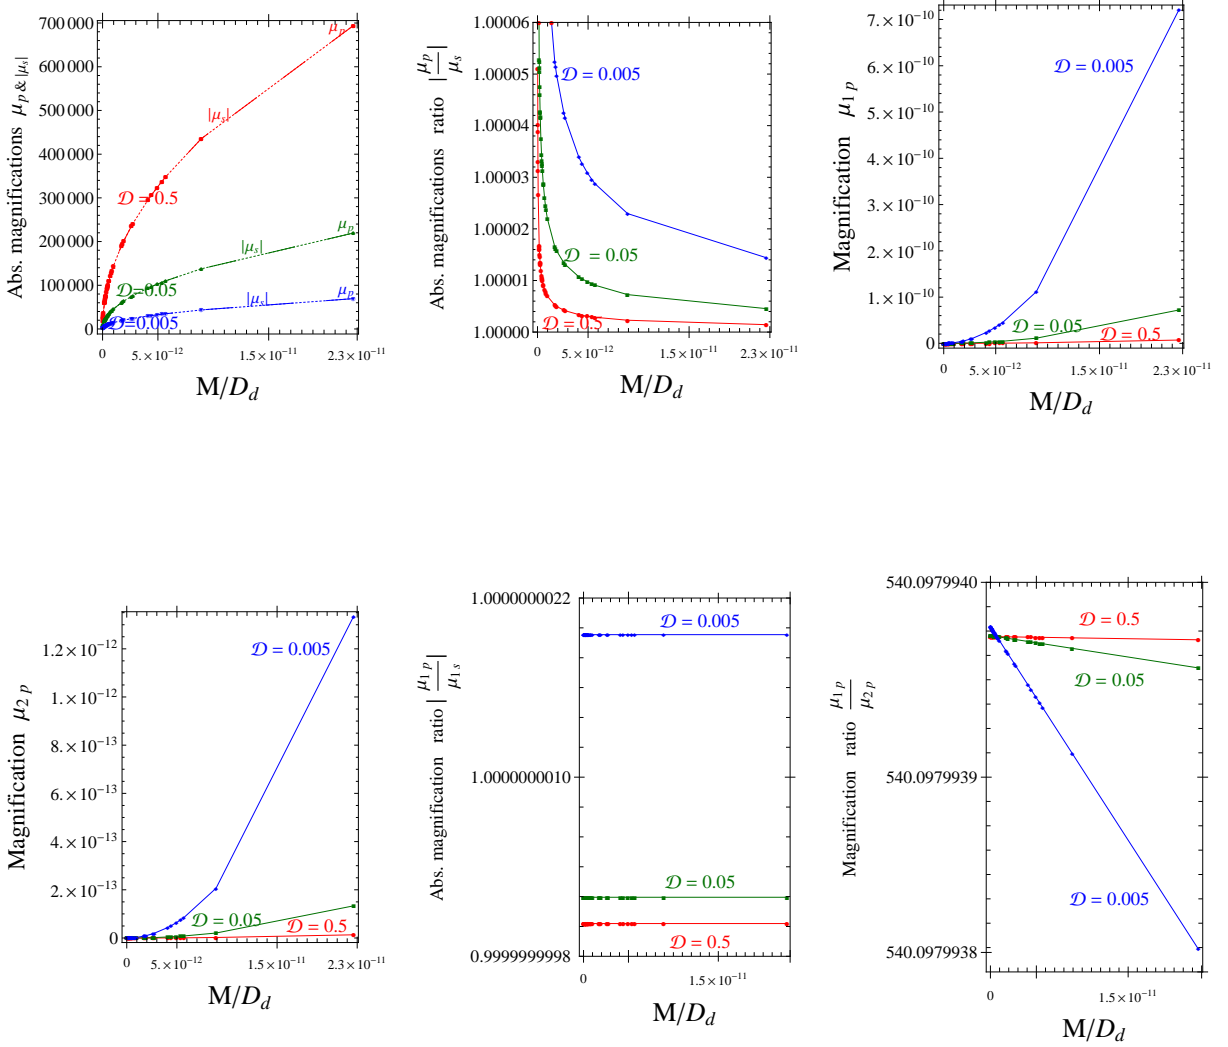 Abs. magnifications μp & |μs|
700 000
600 000
500 000
400 000
300 000
200 000
100 000
0
μp
|μs|
𝒟 = 0.5
μp
|μs|
𝒟 = 0.05
μp
|μs|
𝒟 = 0.005
0
5.×10⁻¹²
1.5×10⁻¹¹
2.3×10⁻¹¹
M/D_d
Abs. magnifications ratio |μp/μs|
1.00006
1.00005
1.00004
1.00003
1.00002
1.00001
1.00000
𝒟 = 0.005
𝒟 = 0.05
𝒟 = 0.5
0
5.×10⁻¹²
1.5×10⁻¹¹
2.3×10⁻¹¹
M/D_d
Magnification μ1p
7.×10⁻¹⁰
6.×10⁻¹⁰
5.×10⁻¹⁰
4.×10⁻¹⁰
3.×10⁻¹⁰
2.×10⁻¹⁰
1.×10⁻¹⁰
0
𝒟 = 0.005
𝒟 = 0.05
𝒟 = 0.5
0
5.×10⁻¹²
1.5×10⁻¹¹
2.3×10⁻¹¹
M/D_d
Magnification μ2p
1.2×10⁻¹²
1.×10⁻¹²
8.×10⁻¹³
6.×10⁻¹³
4.×10⁻¹³
2.×10⁻¹³
0
𝒟 = 0.005
𝒟 = 0.05
𝒟 = 0.5
0
5.×10⁻¹²
1.5×10⁻¹¹
2.3×10⁻¹¹
M/D_d
Abs. magnification ratio |μ1p/μ1s|
1.0000000022
1.0000000010
0.9999999998
𝒟 = 0.005
𝒟 = 0.05
𝒟 = 0.5
0
1.5×10⁻¹¹
M/D_d
Magnification ratio μ1p/μ2p
540.0979940
540.0979939
540.0979938
𝒟 = 0.5
𝒟 = 0.05
𝒟 = 0.005
0
1.5×10⁻¹¹
M/D_d